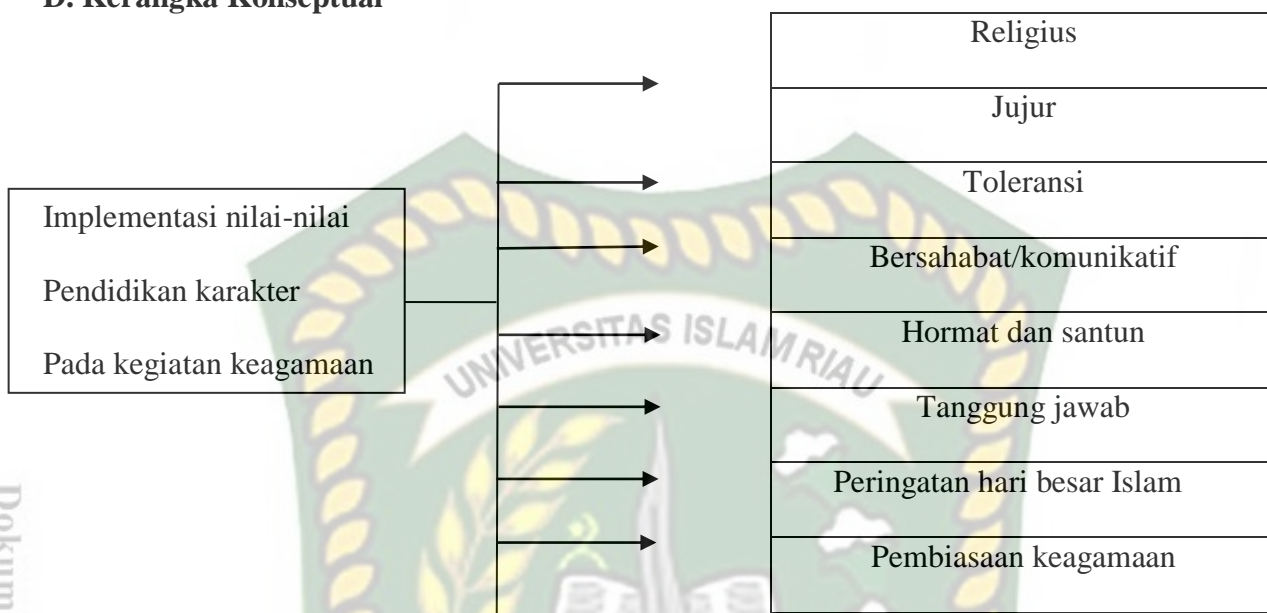 D. Kerangka Konseptual
Implementasi nilai-nilai
Pendidikan karakter
Pada kegiatan keagamaan
Religius
Jujur
Toleransi
Bersahabat/komunikatif
Hormat dan santun
Tanggung jawab
Peringatan hari besar Islam
Pembiasaan keagamaan
UNIVERSITAS ISLAM RIAU
Dokum